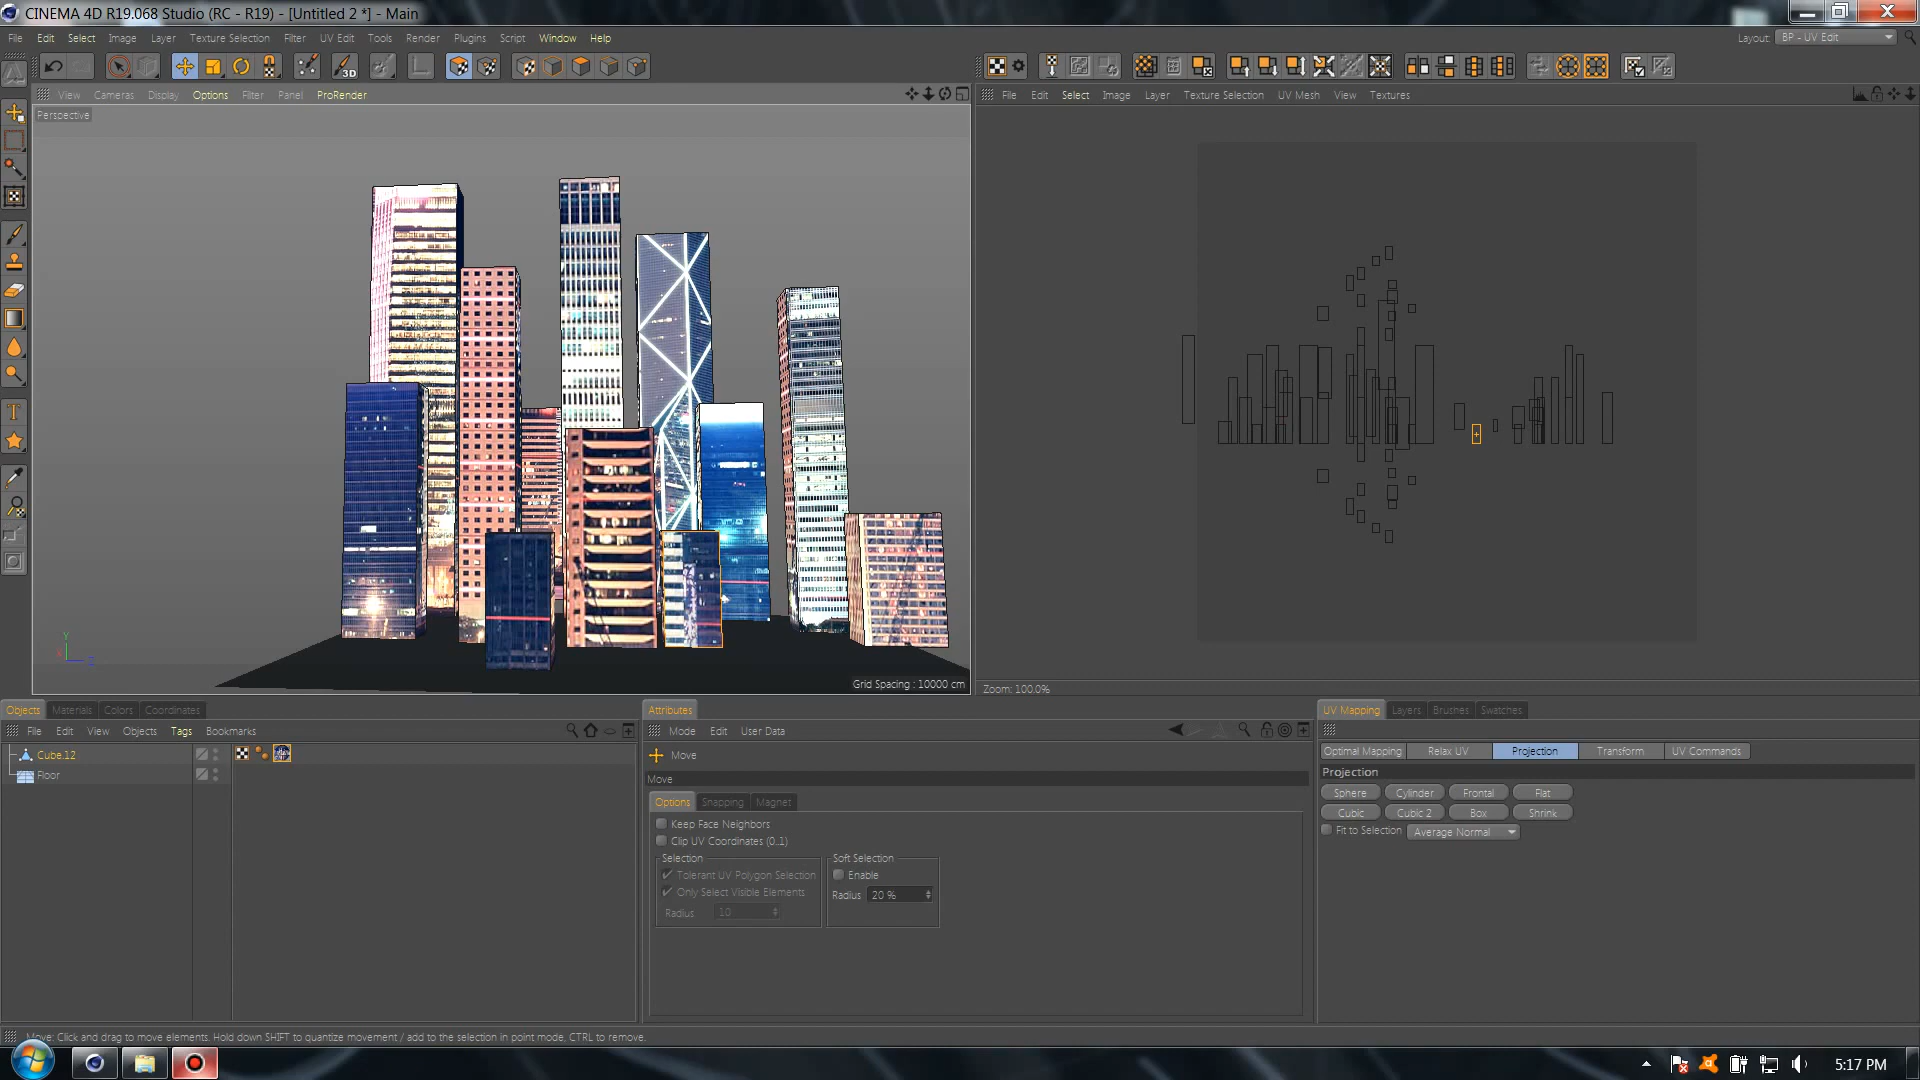 CINEMA 4D R19.068 Studio (RC - R19) - [Untitled 2 *] - Main
File Edit Select Image Layer Texture Selection Filter UV Edit Tools Render Plugins Script Window Help
Layout: BP - UV Edit
3D
View Cameras Display Options Filter Panel ProRender
File Edit Select Image Layer Texture Selection UV Mesh View Textures
Perspective
Y
X
Z
Grid Spacing : 10000 cm
Zoom: 100.0%
Objects Materials Colors Coordinates
File Edit View Objects Tags Bookmarks
Cube.12
Floor
Attributes
Mode Edit User Data
Move
Move
Options Snapping Magnet
Keep Face Neighbors
Clip UV Coordinates (0..1)
Selection
Tolerant UV Polygon Selection
Only Select Visible Elements
Radius 10
Soft Selection
Enable
Radius 20 %
UV Mapping Layers Brushes Swatches
Optimal Mapping Relax UV Projection Transform UV Commands
Projection
Sphere Cylinder Frontal Flat
Cubic Cubic 2 Box Shrink
Fit to Selection Average Normal
Move: Click and drag to move elements. Hold down SHIFT to quantize movement / add to the selection in point mode, CTRL to remove.
5:17 PM